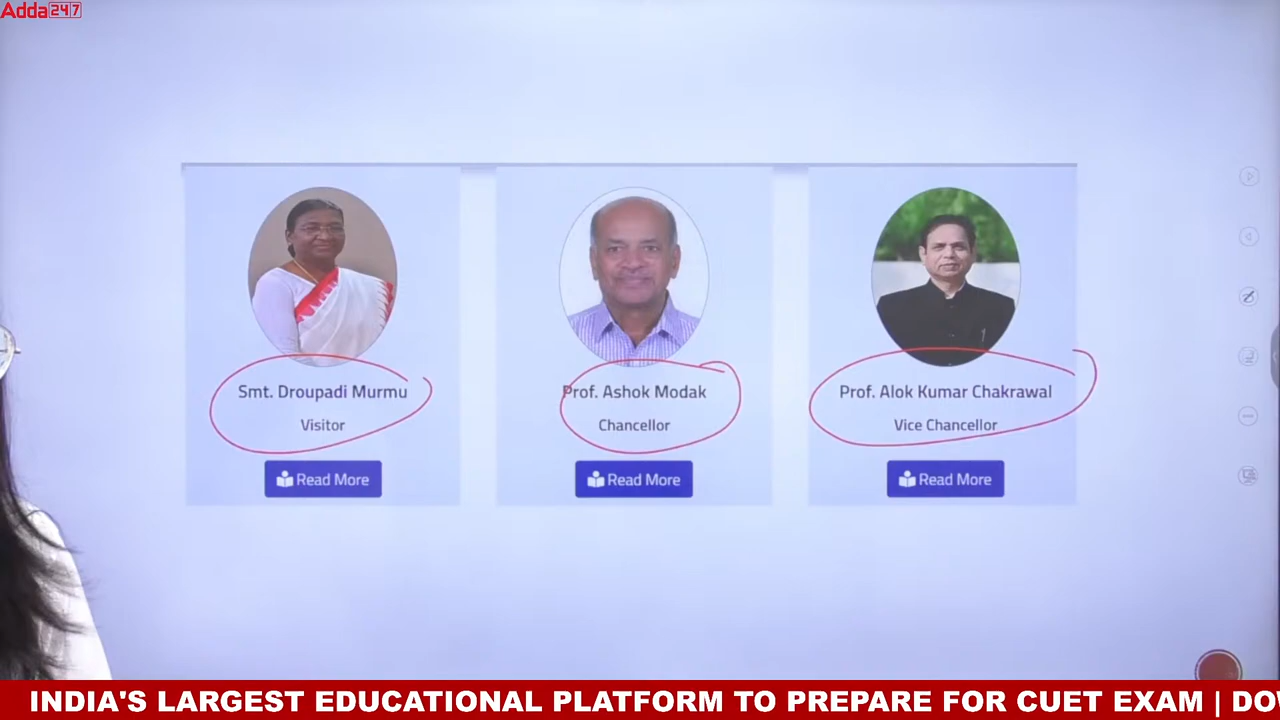 Adda247
Smt. Droupadi Murmu
Visitor
Read More
Prof. Ashok Modak
Chancellor
Read More
Prof. Alok Kumar Chakrawal
Vice Chancellor
Read More
INDIA'S LARGEST EDUCATIONAL PLATFORM TO PREPARE FOR CUET EXAM | DO